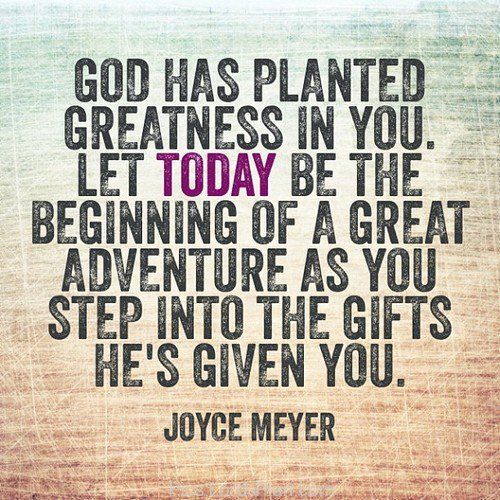 GOD HAS PLANTED
GREATNESS IN YOU.
LET TODAY BE THE
BEGINNING OF A GREAT
ADVENTURE AS YOU
STEP INTO THE GIFTS
HE'S GIVEN YOU.
JOYCE MEYER